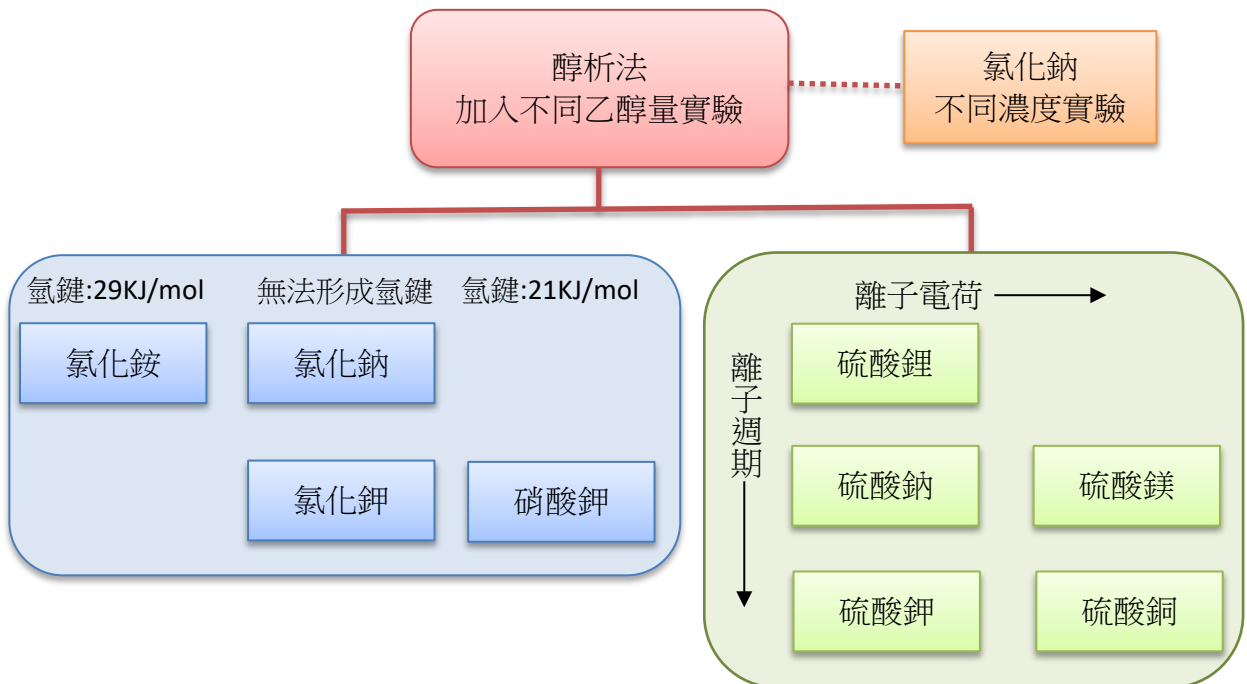 醇析法
加入不同乙醇量實驗
氯化鈉
不同濃度實驗
氫鍵:29KJ/mol
無法形成氫鍵
氫鍵:21KJ/mol
氯化銨
氯化鈉
氯化鉀
硝酸鉀
離子電荷
離子週期
硫酸鋰
硫酸鈉
硫酸鎂
硫酸鉀
硫酸銅